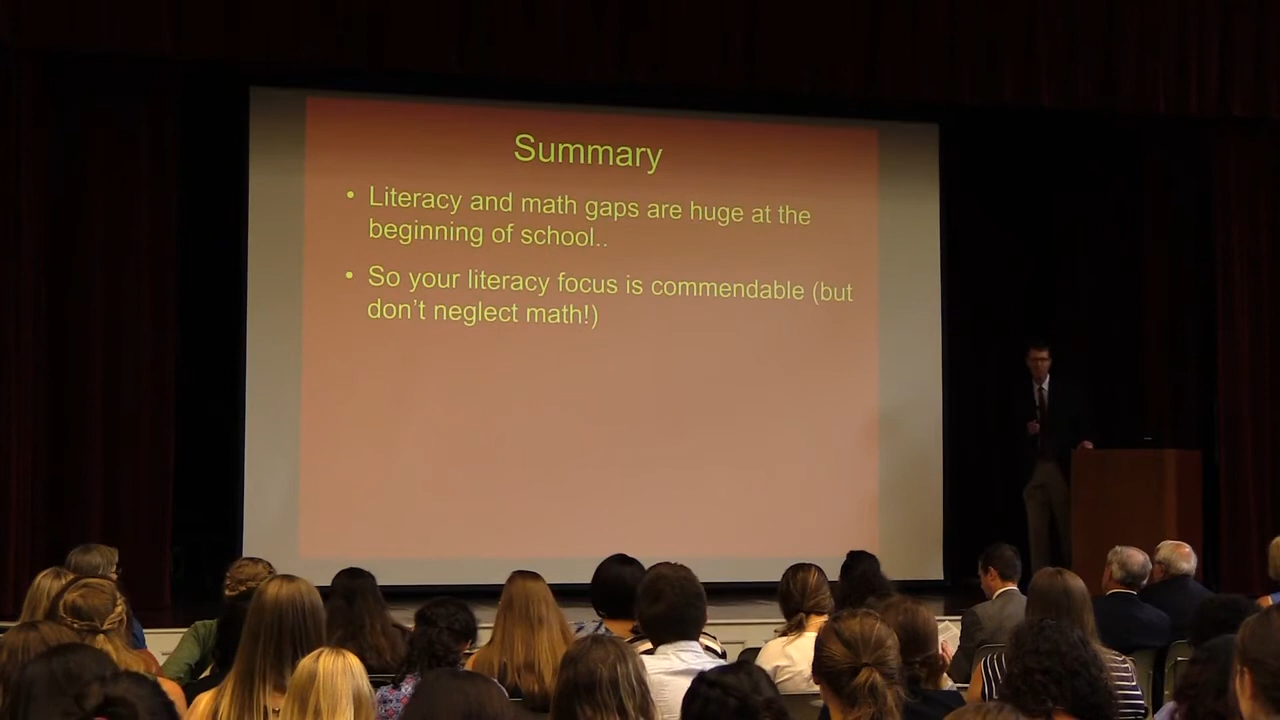 Summary
• Literacy and math gaps are huge at the
beginning of school..
• So your literacy focus is commendable (but
don't neglect math!)